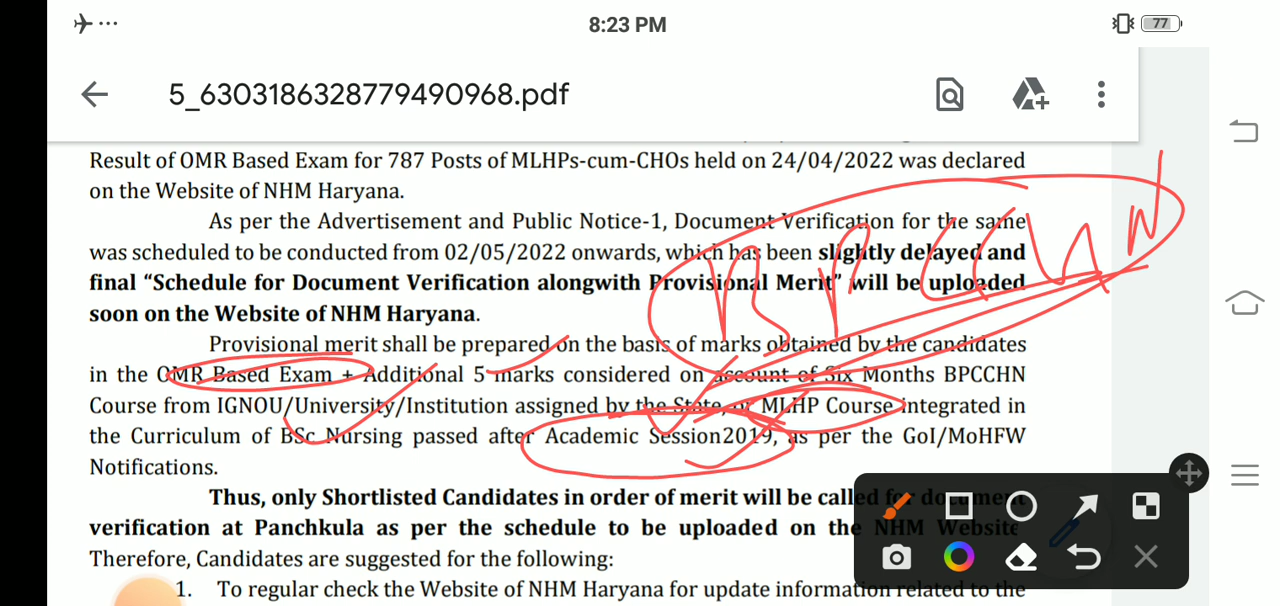 8:23 PM
77
5_6303186328779490968.pdf
Result of OMR Based Exam for 787 Posts of MLHPs-cum-CHOs held on 24/04/2022 was declared
on the Website of NHM Haryana.
As per the Advertisement and Public Notice-1, Document Verification for the same
was scheduled to be conducted from 02/05/2022 onwards, which has been slightly delayed and
final “Schedule for Document Verification alongwith Provisional Merit” will be uploaded
soon on the Website of NHM Haryana.
Provisional merit shall be prepared on the basis of marks obtained by the candidates
in the OMR Based Exam + Additional 5 marks considered on account of Six Months BPCCHN
Course from IGNOU/University/Institution assigned by the State, or MLHP Course integrated in
the Curriculum of BSc Nursing passed after Academic Session2019, as per the GoI/MoHFW
Notifications.
Thus, only Shortlisted Candidates in order of merit will be called for document
verification at Panchkula as per the schedule to be uploaded on the NHM Website
Therefore, Candidates are suggested for the following:
1. To regular check the Website of NHM Haryana for update information related to the